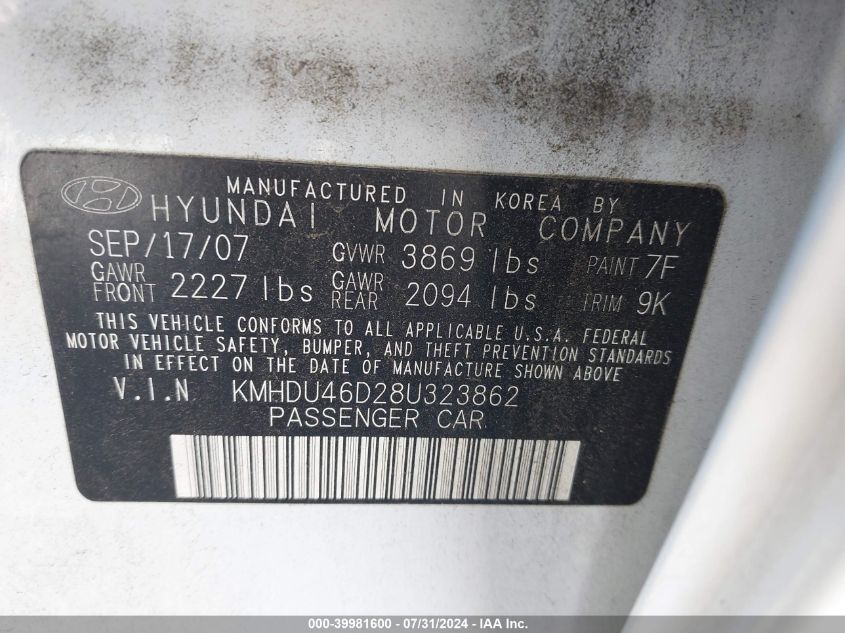 MANUFACTURED IN KOREA BY
HYUNDAI MOTOR COMPANY
SEP/17/07 GVWR 3869 lbs PAINT 7F
GAWR FRONT 2227 lbs GAWR REAR 2094 lbs TRIM 9K
THIS VEHICLE CONFORMS TO ALL APPLICABLE U.S.A. FEDERAL
MOTOR VEHICLE SAFETY, BUMPER, AND THEFT PREVENTION STANDARDS
IN EFFECT ON THE DATE OF MANUFACTURE SHOWN ABOVE
V.I.N KMHDU46D28U323862
PASSENGER CAR
000-39981600 / 07/31/2024 - © IAA Inc.